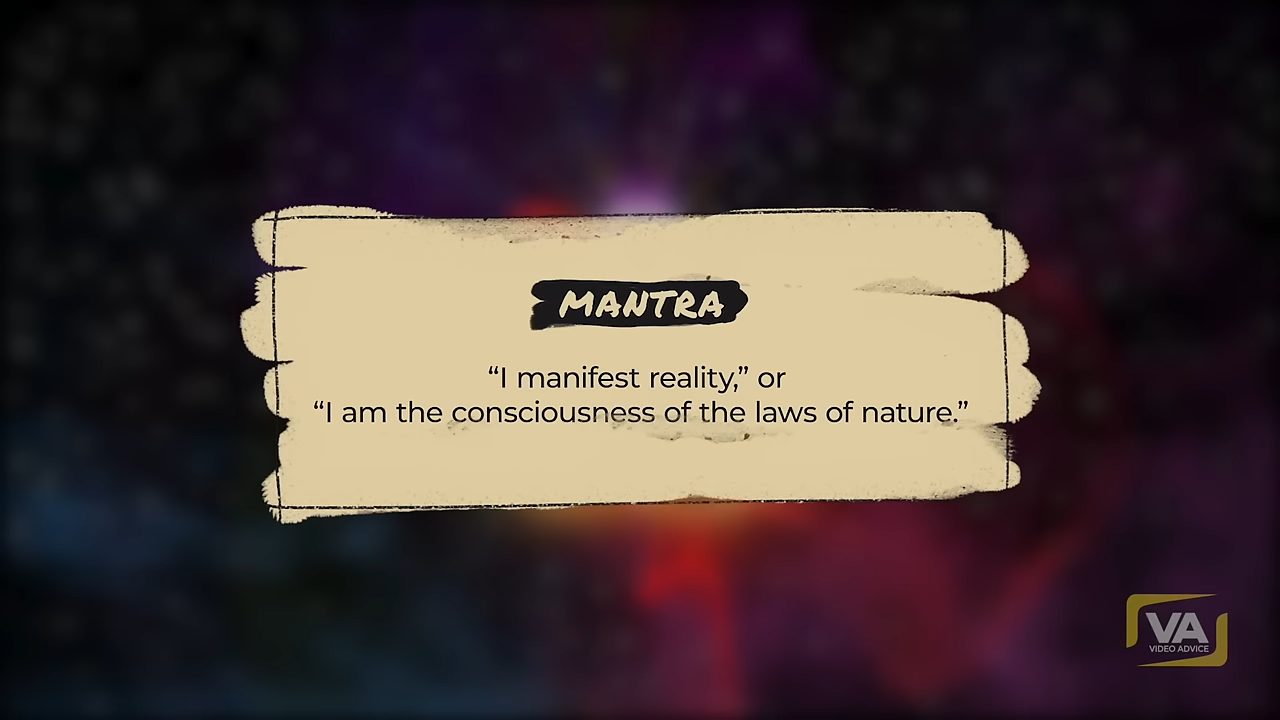 MANTRA
“I manifest reality,” or
“I am the consciousness of the laws of nature.”
VA
VIDEO ADVICE